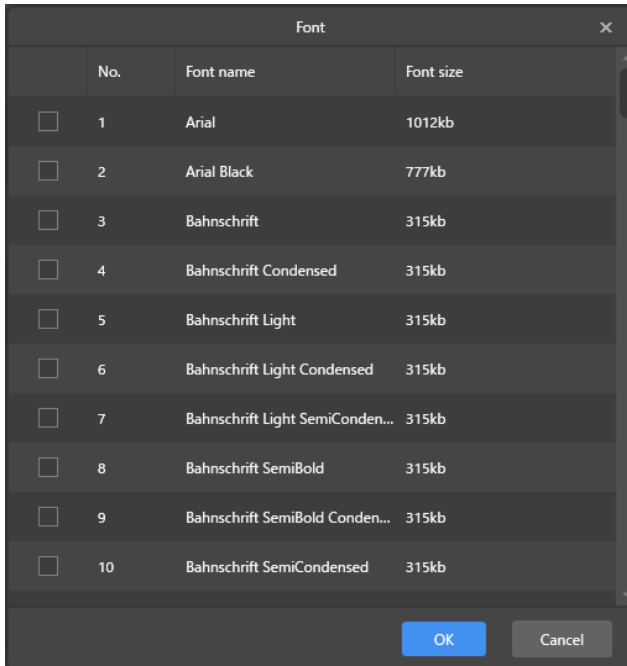 Font
No. Font name Font size
1 Arial 1012kb
2 Arial Black 777kb
3 Bahnschrift 315kb
4 Bahnschrift Condensed 315kb
5 Bahnschrift Light 315kb
6 Bahnschrift Light Condensed 315kb
7 Bahnschrift Light SemiConden... 315kb
8 Bahnschrift SemiBold 315kb
9 Bahnschrift SemiBold Conden... 315kb
10 Bahnschrift SemiCondensed 315kb
OK Cancel